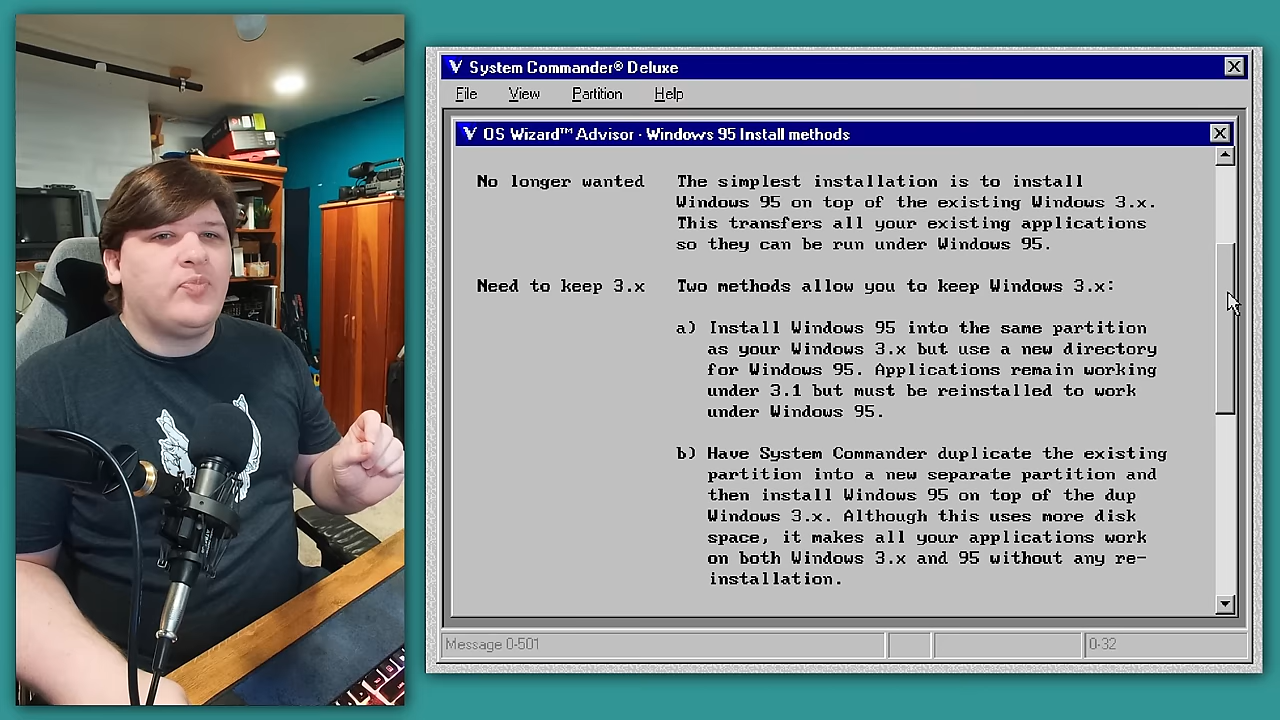 System Commander® Deluxe
File View Partition Help
OS Wizard™ Advisor - Windows 95 Install methods
No longer wanted The simplest installation is to install
Windows 95 on top of the existing Windows 3.x.
This transfers all your existing applications
so they can be run under Windows 95.
Need to keep 3.x Two methods allow you to keep Windows 3.x:
a) Install Windows 95 into the same partition
as your Windows 3.x but use a new directory
for Windows 95. Applications remain working
under 3.1 but must be reinstalled to work
under Windows 95.
b) Have System Commander duplicate the existing
partition into a new separate partition and
then install Windows 95 on top of the dup
Windows 3.x. Although this uses more disk
space, it makes all your applications work
on both Windows 3.x and 95 without any re-
installation.
Message 0-501 0-32